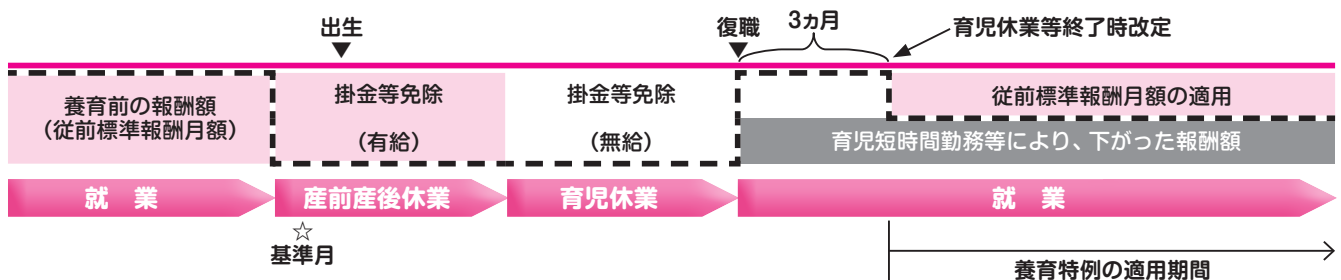 出生
復職
3ヵ月
育児休業等終了時改定
養育前の報酬額
（従前標準報酬月額）
掛金等免除
（有給）
掛金等免除
（無給）
従前標準報酬月額の適用
育児短時間勤務等により、下がった報酬額
就　業
産前産後休業
育児休業
就　業
☆
基準月
養育特例の適用期間